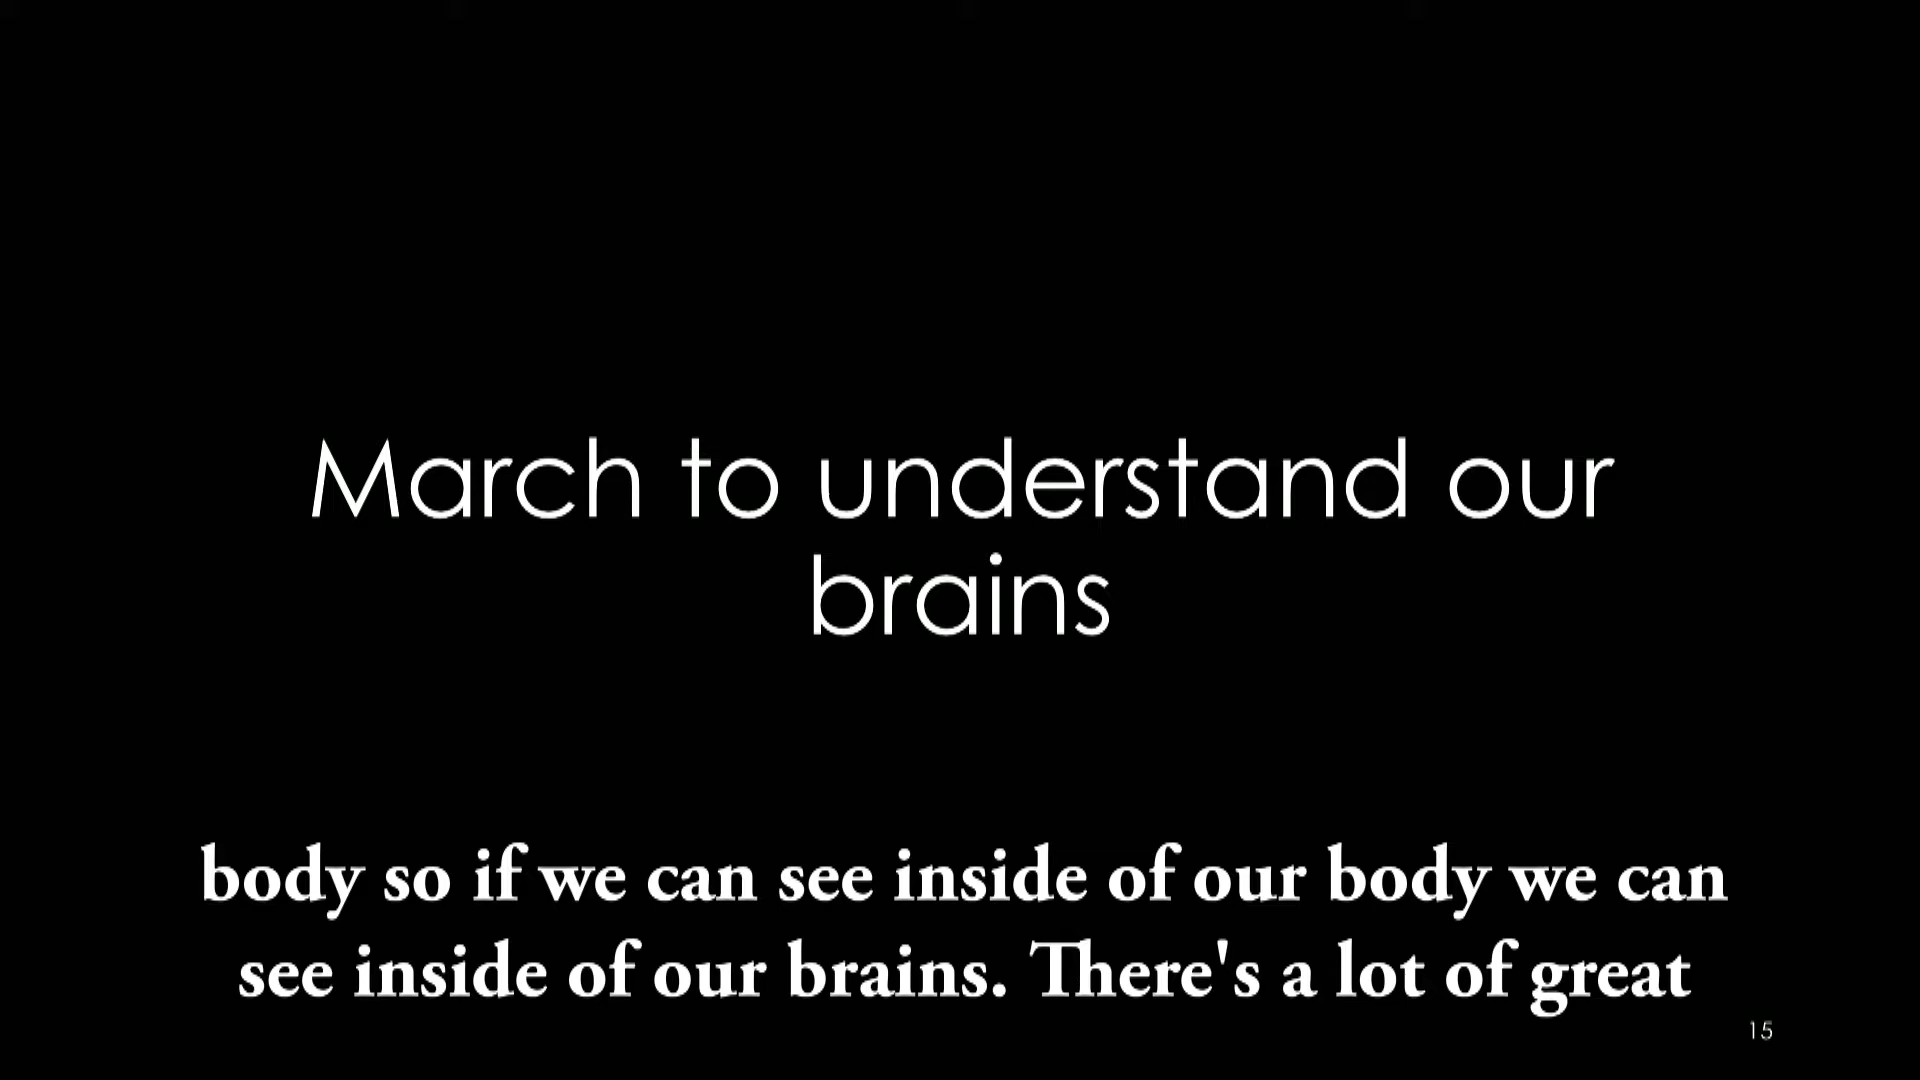 March to understand our
brains
body so if we can see inside of our body we can
see inside of our brains. There's a lot of great
15